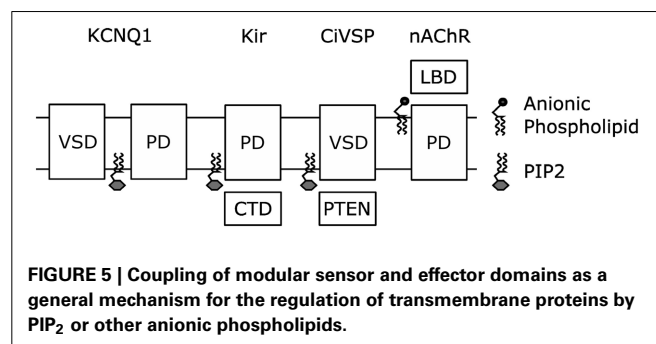 KCNQ1 Kir CiVSP nAChR
LBD
Anionic
Phospholipid
VSD PD PD VSD PD
PIP2
CTD PTEN
FIGURE 5 | Coupling of modular sensor and effector domains as a
general mechanism for the regulation of transmembrane proteins by
PIP₂ or other anionic phospholipids.